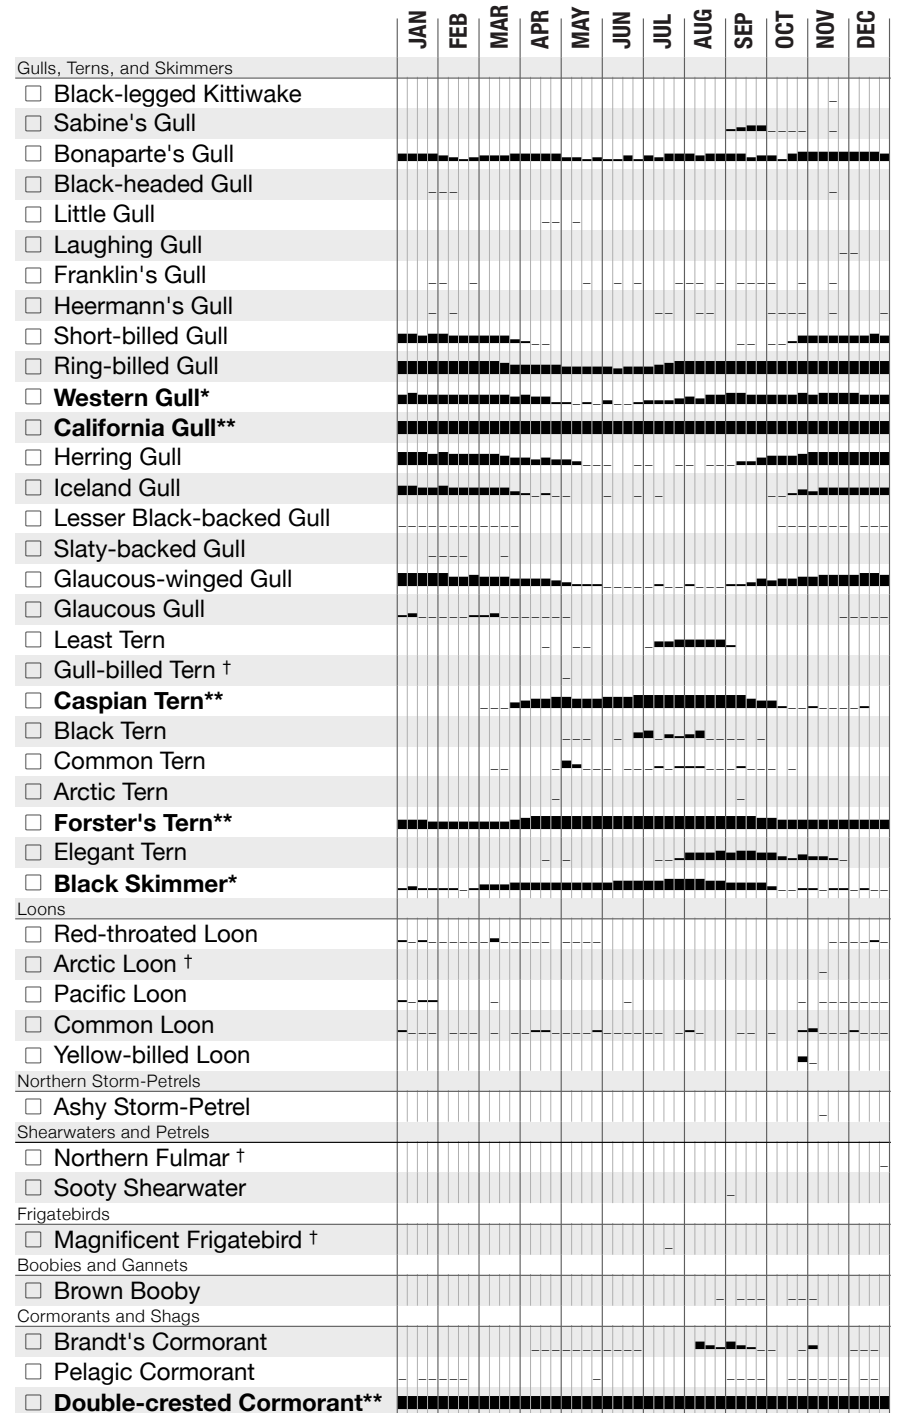 JAN FEB MAR APR MAY JUN JUL AUG SEP OCT NOV DEC
Gulls, Terns, and Skimmers
Black-legged Kittiwake
Sabine's Gull
Bonaparte's Gull
Black-headed Gull
Little Gull
Laughing Gull
Franklin's Gull
Heermann's Gull
Short-billed Gull
Ring-billed Gull
Western Gull*
California Gull**
Herring Gull
Iceland Gull
Lesser Black-backed Gull
Slaty-backed Gull
Glaucous-winged Gull
Glaucous Gull
Least Tern
Gull-billed Tern †
Caspian Tern**
Black Tern
Common Tern
Arctic Tern
Forster's Tern**
Elegant Tern
Black Skimmer*
Loons
Red-throated Loon
Arctic Loon †
Pacific Loon
Common Loon
Yellow-billed Loon
Northern Storm-Petrels
Ashy Storm-Petrel
Shearwaters and Petrels
Northern Fulmar †
Sooty Shearwater
Frigatebirds
Magnificent Frigatebird †
Boobies and Gannets
Brown Booby
Cormorants and Shags
Brandt's Cormorant
Pelagic Cormorant
Double-crested Cormorant**